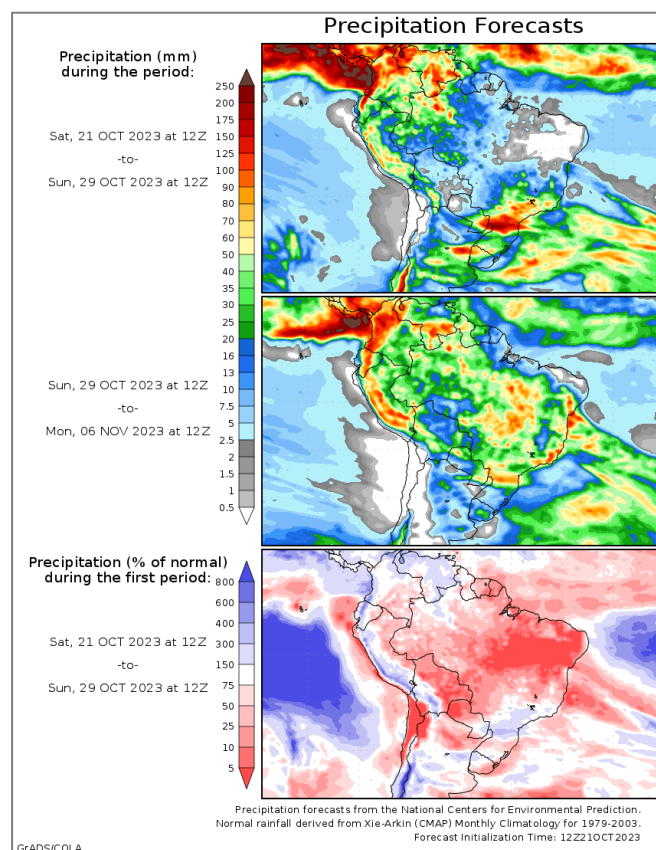 Precipitation Forecasts
Precipitation (mm)
during the period:
Sat, 21 OCT 2023 at 12Z
-to-
Sun, 29 OCT 2023 at 12Z
250
200
175
150
125
100
90
80
70
60
50
40
35
30
25
20
16
13
10
7.5
5
2.5
2
1.5
1
0.5
Sun, 29 OCT 2023 at 12Z
-to-
Mon, 06 NOV 2023 at 12Z
Precipitation (% of normal)
during the first period:
Sat, 21 OCT 2023 at 12Z
-to-
Sun, 29 OCT 2023 at 12Z
800
600
400
300
150
75
50
25
10
5
Precipitation forecasts from the National Centers for Environmental Prediction.
Normal rainfall derived from Xie-Arkin (CMAP) Monthly Climatology for 1979-2003.
Forecast Initialization Time: 12Z21OCT2023
GrADS/COLA